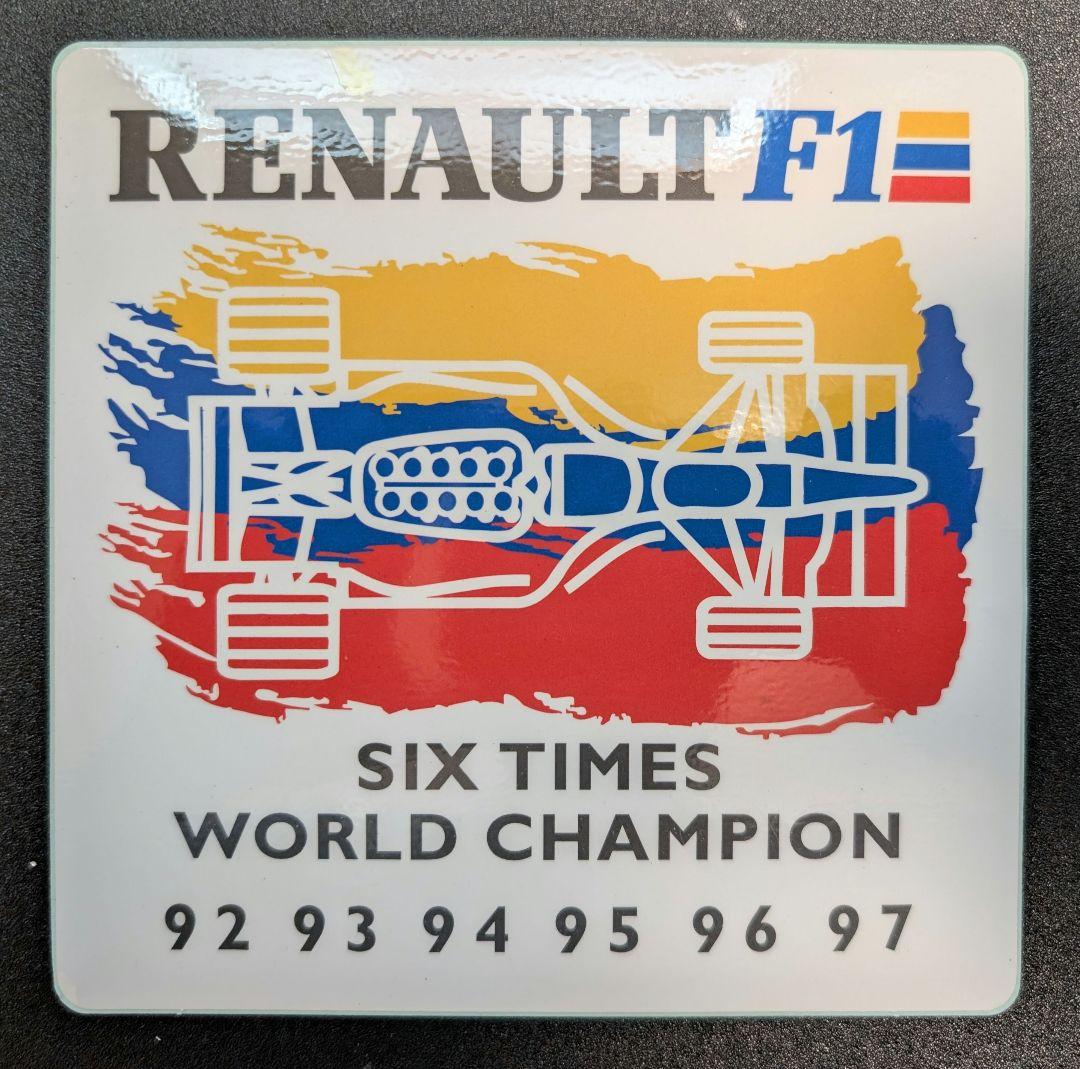 RENAULT F1
SIX TIMES
WORLD CHAMPION
92 93 94 95 96 97